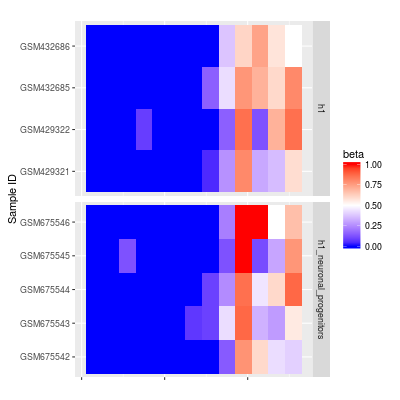 Sample ID
GSM432686
GSM432685
GSM429322
GSM429321
h1
GSM675546
GSM675545
GSM675544
GSM675543
GSM675542
h1_neuronal_progenitors
beta
1.00
0.75
0.50
0.25
0.00